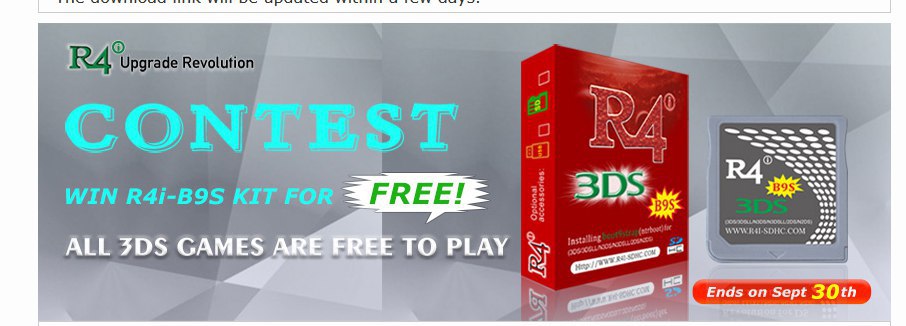 The download link will be updated within a few days.
R4i Upgrade Revolution
CONTEST
WIN R4i-B9S KIT FOR FREE!
ALL 3DS GAMES ARE FREE TO PLAY
R4i
3DS
B9S
Installing boot9strap(ntrboot) for
(3DS/3DSLL/N3DS/N3DSLL/2DS/N2DS)
Http://WWW.R4I-SDHC.COM
Optional accessories:
R4i
R4i
B9S
3DS
(3DS/3DSLL/N3DS/N3DSLL/2DS/N2DS)
WWW.R4I-SDHC.COM
Ends on Sept 30th